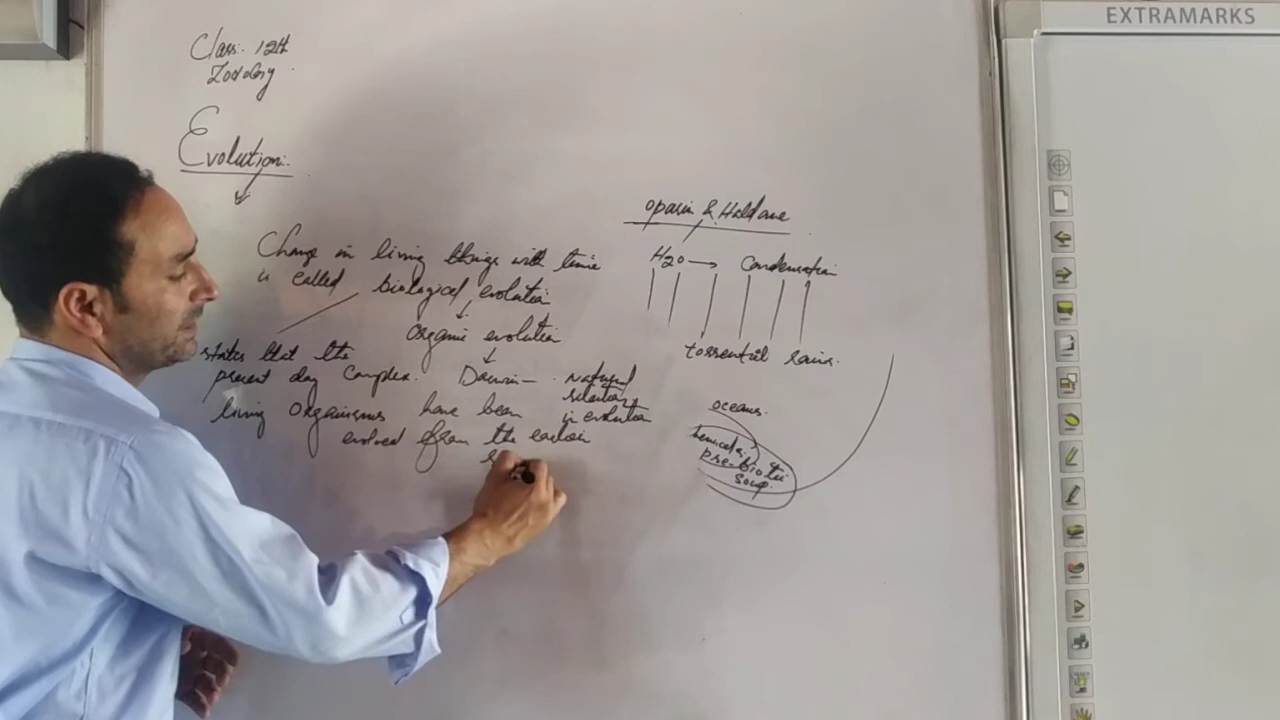 EXTRAMARKS
Class. 12th
Zoology
Evolution
Change in living things with time
is called biological evolution
organic evolution
states that the
present day Complex.
living organisms have been
evolved from the earlier
Darwin - Natural
selection
in evolution
oparin & Haldane
H2O → Condensation
torrential rains.
oceans.
pre-biotic
soup.